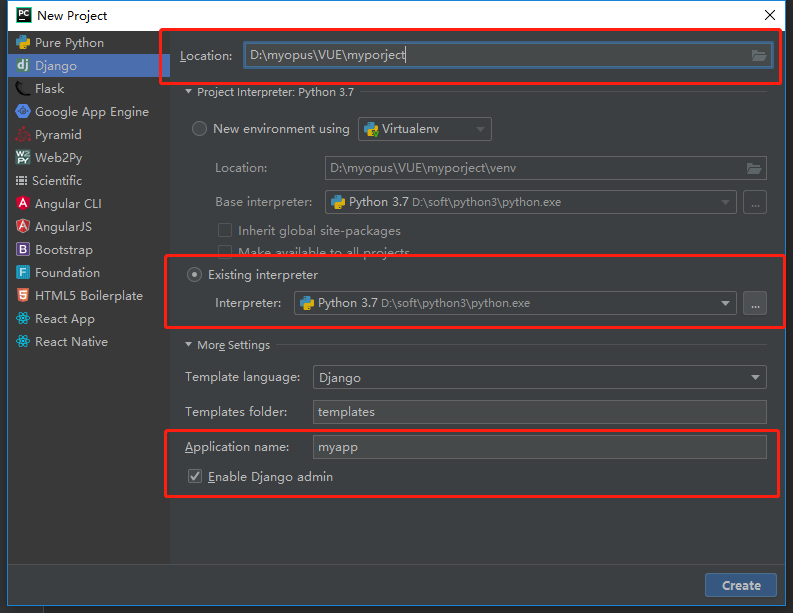 PC New Project
Pure Python
dj Django
Flask
Google App Engine
Pyramid
Web2Py
Scientific
Angular CLI
AngularJS
Bootstrap
Foundation
HTML5 Boilerplate
React App
React Native
Location: D:\myopus\VUE\myporject
Project Interpreter: Python 3.7
New environment using Virtualenv
Location: D:\myopus\VUE\myporject\venv
Base interpreter: Python 3.7 D:\soft\python3\python.exe ...
Inherit global site-packages
Make available to all projects
Existing interpreter
Interpreter: Python 3.7 D:\soft\python3\python.exe ...
More Settings
Template language: Django
Templates folder: templates
Application name: myapp
Enable Django admin
Create